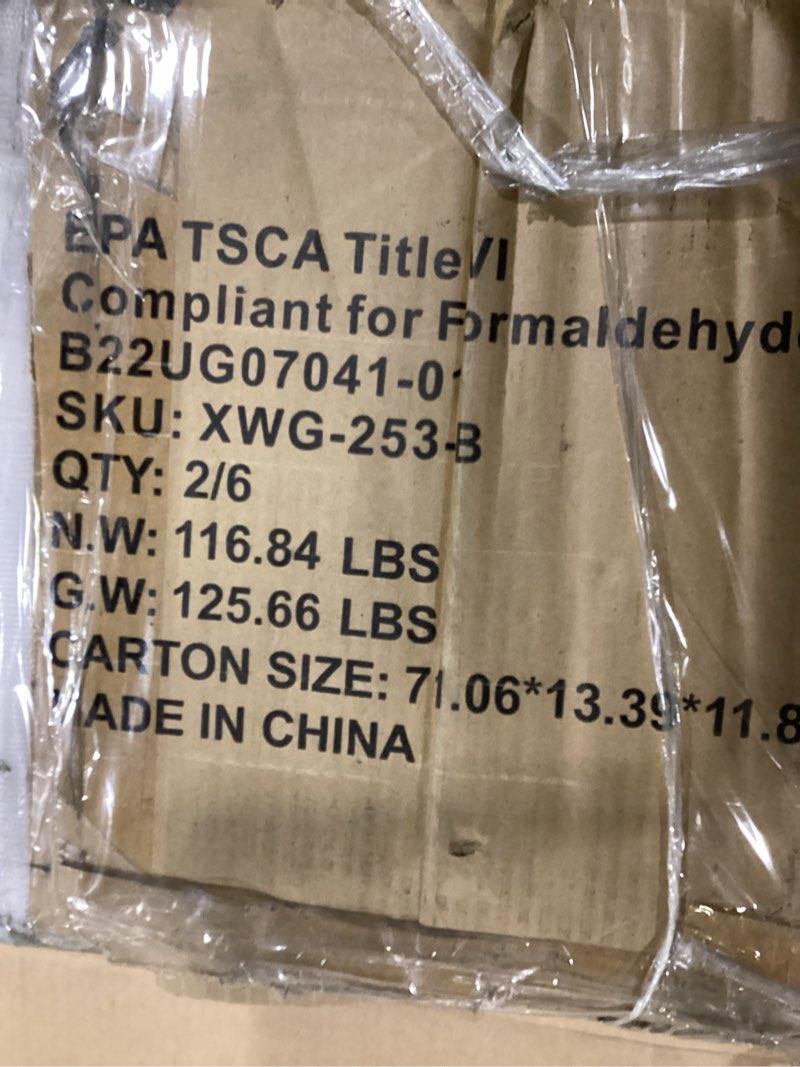 EPA TSCA Title VI
Compliant for Formaldehyd
B22UG07041-01
SKU: XWG-253-B
QTY: 2/6
N.W: 116.84 LBS
G.W: 125.66 LBS
CARTON SIZE: 71.06*13.39*11.8
MADE IN CHINA